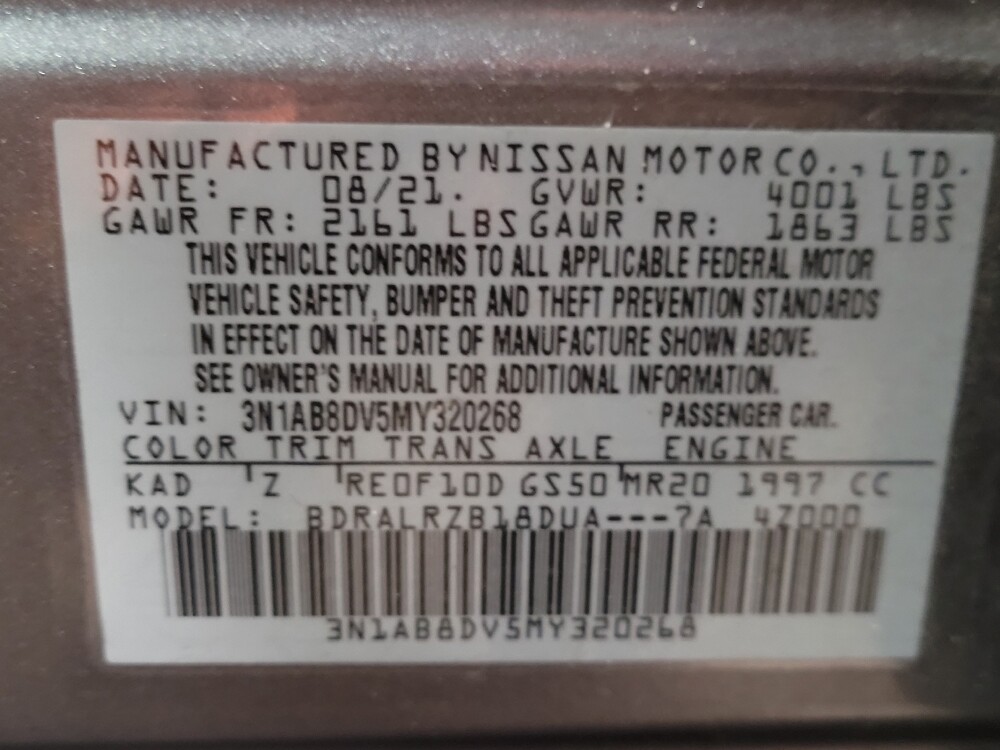 MANUFACTURED BY NISSAN MOTOR CO., LTD.
DATE: 08/21. GVWR: 4001 LBS
GAWR FR: 2161 LBS GAWR RR: 1863 LBS
THIS VEHICLE CONFORMS TO ALL APPLICABLE FEDERAL MOTOR
VEHICLE SAFETY, BUMPER AND THEFT PREVENTION STANDARDS
IN EFFECT ON THE DATE OF MANUFACTURE SHOWN ABOVE.
SEE OWNER'S MANUAL FOR ADDITIONAL INFORMATION.
VIN: 3N1AB8DV5MY320268 PASSENGER CAR.
COLOR TRIM TRANS AXLE ENGINE
KAD Z RE0F10D GS50 MR20 1997 CC
MODEL: BDRALRZB18DUA---7A 4Z000
3N1AB8DV5MY320268